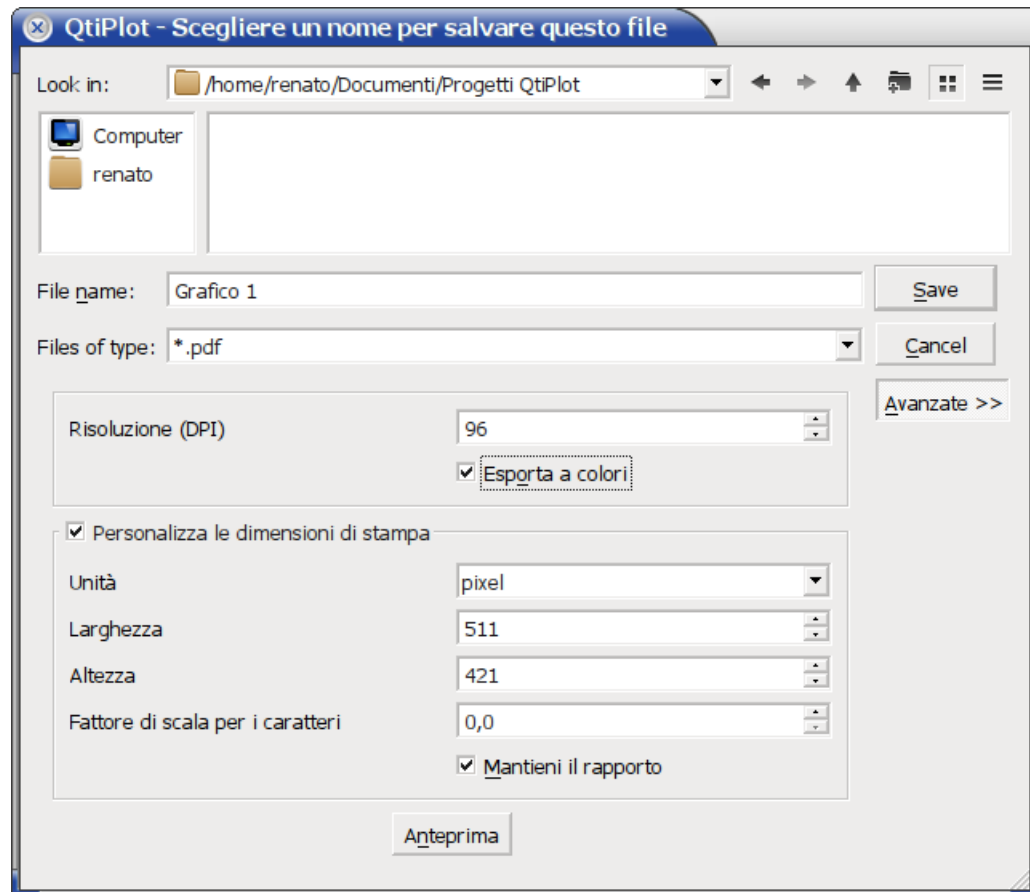 QtiPlot - Scegliere un nome per salvare questo file
Look in: /home/renato/Documenti/Progetti QtiPlot
Computer
renato
File name: Grafico 1 Save
Files of type: *.pdf Cancel
Avanzate >>
Risoluzione (DPI) 96
Esporta a colori
Personalizza le dimensioni di stampa
Unità pixel
Larghezza 511
Altezza 421
Fattore di scala per i caratteri 0,0
Mantieni il rapporto
Anteprima